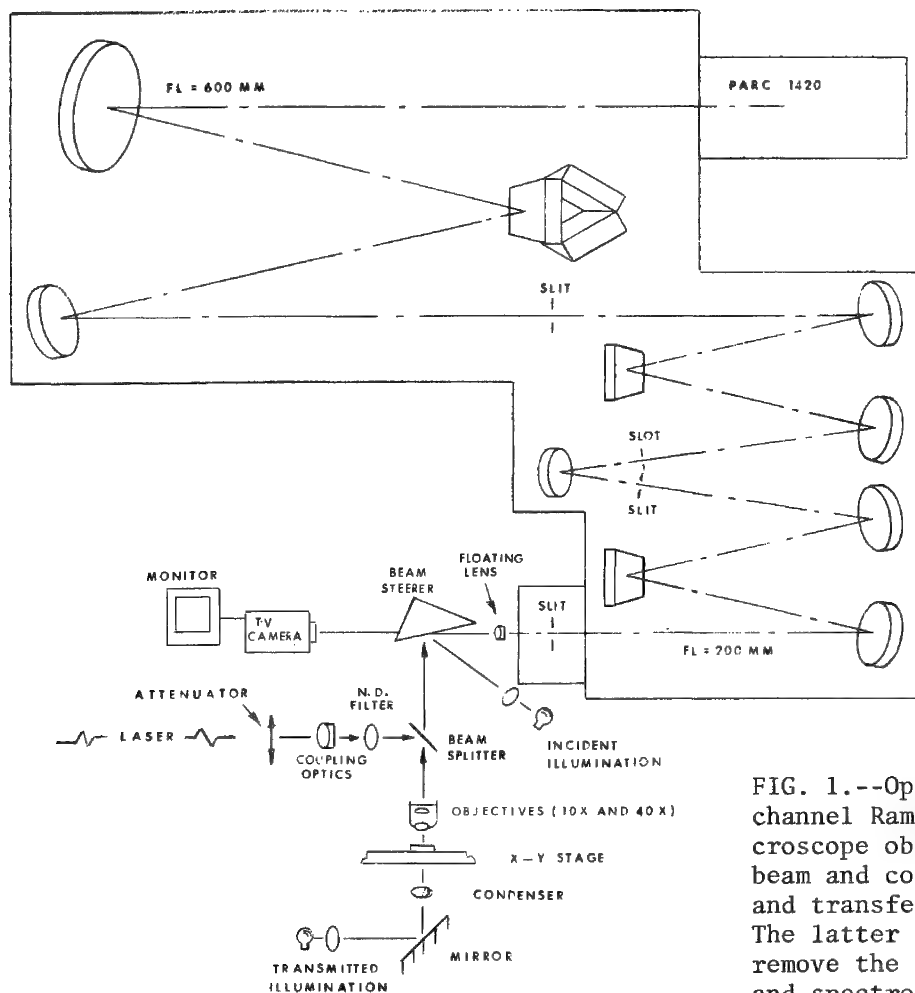 FL = 600 MM
PARC 1420
SLIT
SLOT
SLIT
FLOATING
LENS
BEAM
STEERER
MONITOR
T-V
CAMERA
SLIT
FL = 200 MM
ATTENUATOR
N.D.
FILTER
LASER
COUPLING
OPTICS
BEAM
SPLITTER
INCIDENT
ILLUMINATION
OBJECTIVES (10X AND 40X)
X-Y STAGE
CONDENSER
MIRROR
TRANSMITTED
ILLUMINATION
FIG. 1.--Op
channel Ram
croscope ob
beam and co
and transfe
The latter
remove the
and spectro